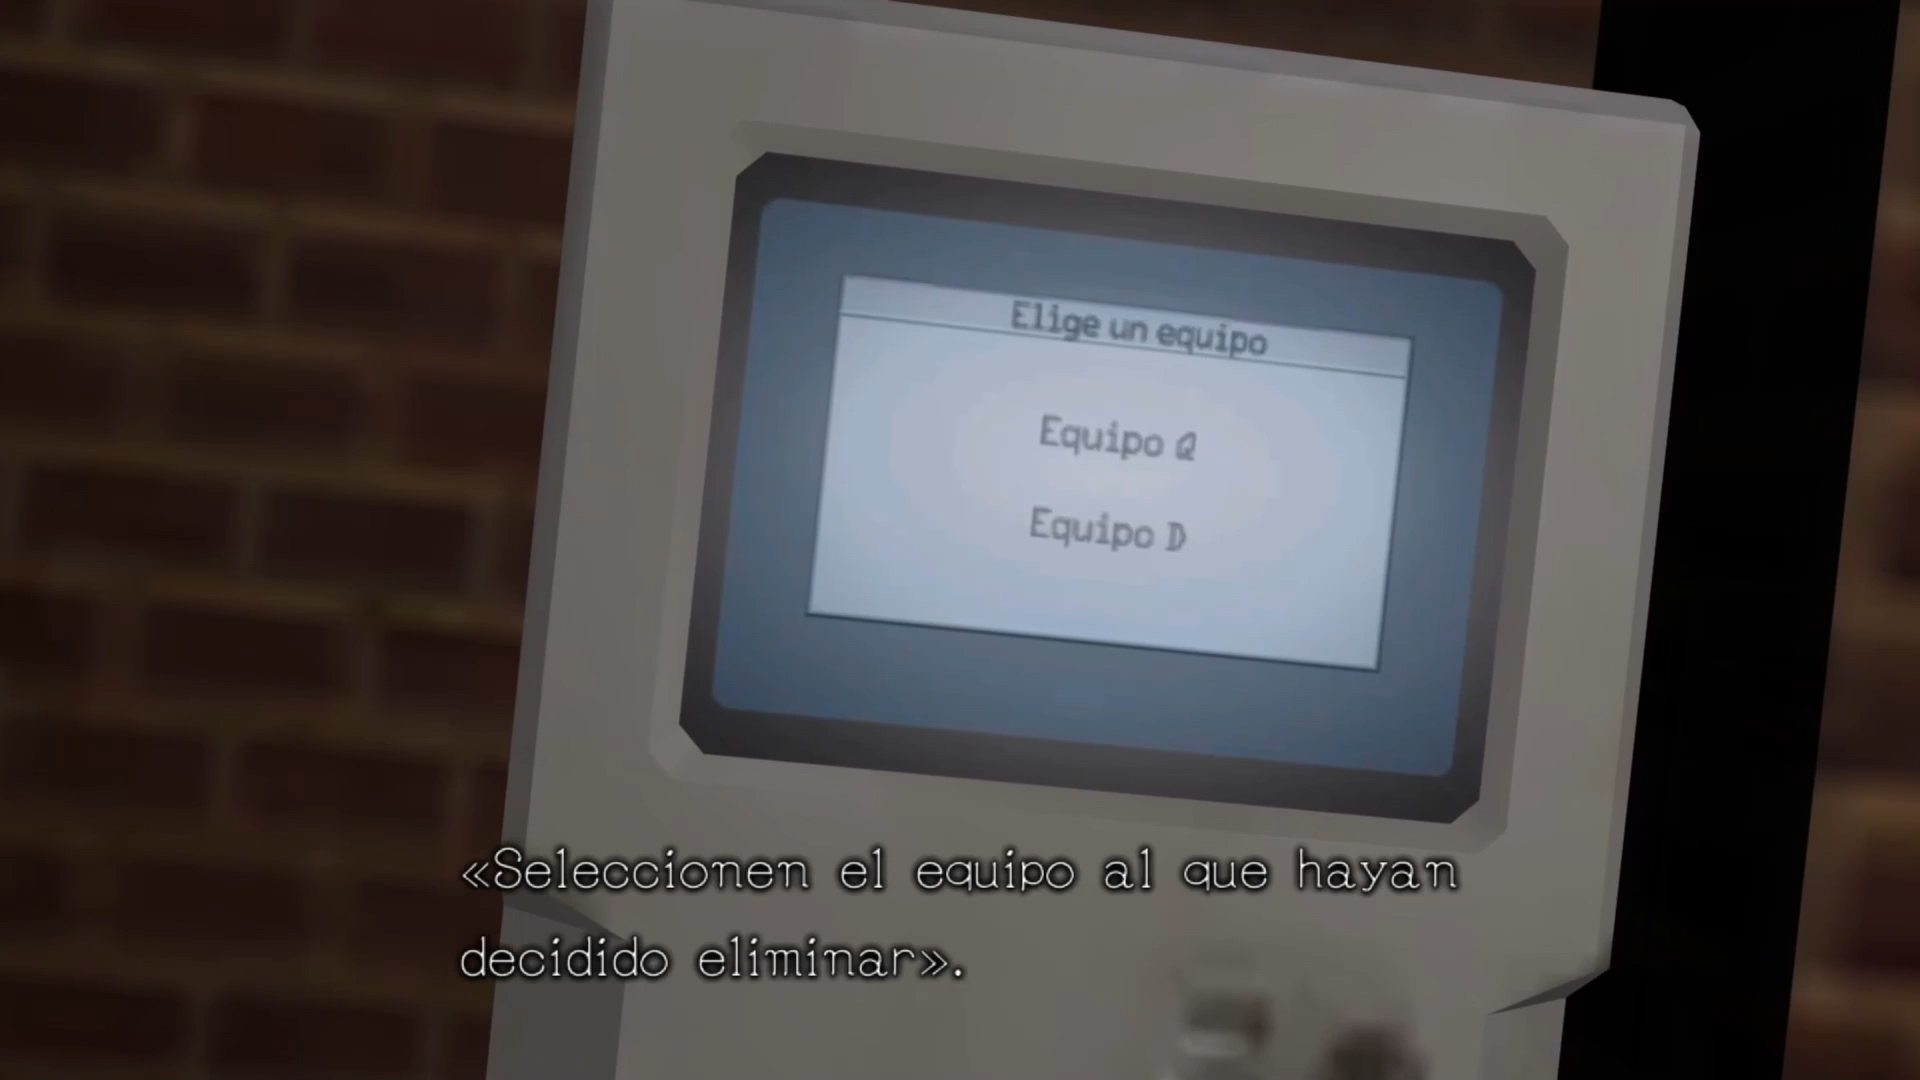 Elige un equipo
Equipo Q
Equipo D
«Seleccionen el equipo al que hayan
decidido eliminar».